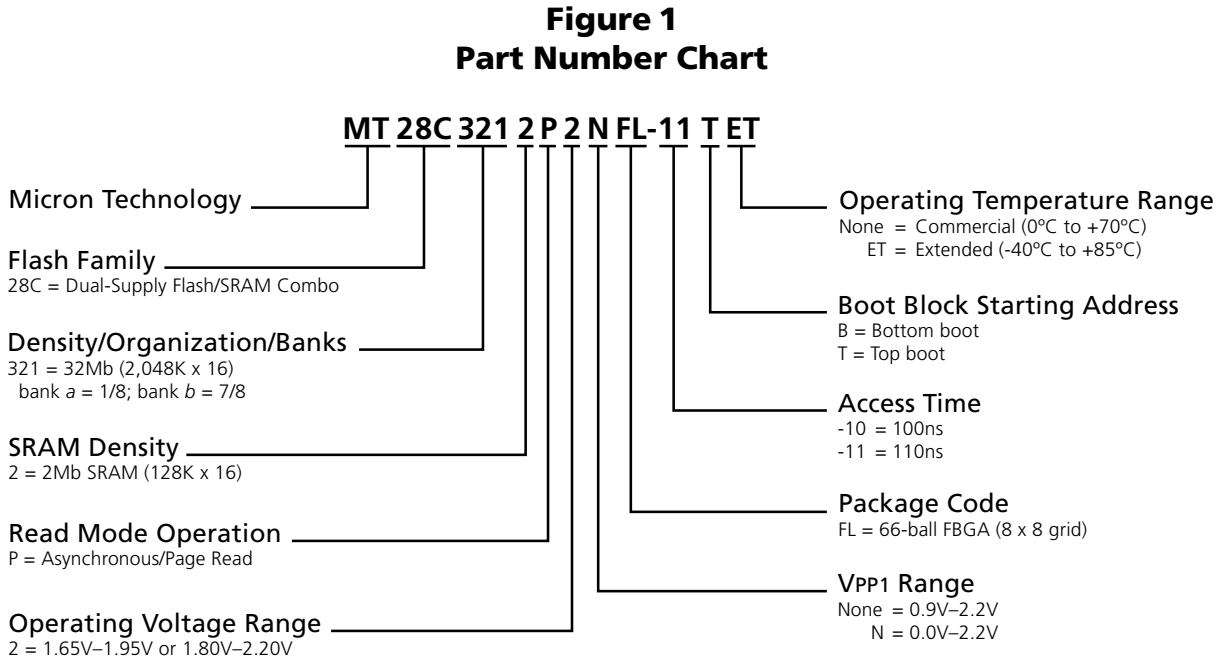 Figure 1
Part Number Chart
MT 28C 321 2 P 2 N FL-11 T ET
Micron Technology
Flash Family
28C = Dual-Supply Flash/SRAM Combo
Density/Organization/Banks
321 = 32Mb (2,048K x 16)
bank a = 1/8; bank b = 7/8
SRAM Density
2 = 2Mb SRAM (128K x 16)
Read Mode Operation
P = Asynchronous/Page Read
Operating Voltage Range
2 = 1.65V–1.95V or 1.80V–2.20V
Operating Temperature Range
None = Commercial (0ºC to +70ºC)
ET = Extended (-40ºC to +85ºC)
Boot Block Starting Address
B = Bottom boot
T = Top boot
Access Time
-10 = 100ns
-11 = 110ns
Package Code
FL = 66-ball FBGA (8 x 8 grid)
VPP1 Range
None = 0.9V–2.2V
N = 0.0V–2.2V